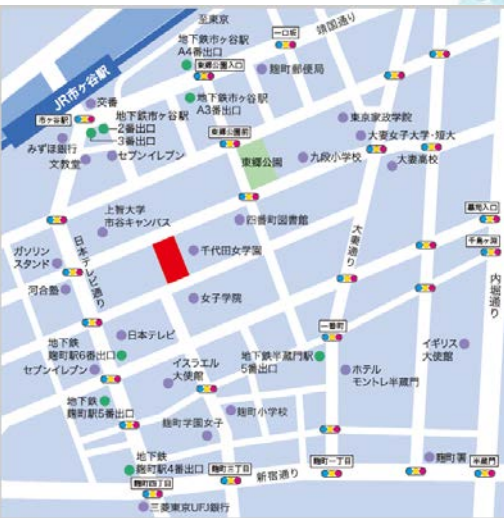 至東京
靖国通り
一口坂
地下鉄市ヶ谷駅
A4番出口
東郷公園入口
麹町郵便局
JR市ヶ谷駅
交番
地下鉄市ヶ谷駅
A3番出口
市ヶ谷駅
地下鉄市ヶ谷駅
2番出口
3番出口
東郷公園前
東京家政学院
大妻女子大学・短大
みずほ銀行
文教堂
セブンイレブン
東郷公園
九段小学校
大妻高校
上智大学
市谷キャンパス
四番町図書館
大妻通り
墓苑入口
千鳥ヶ淵
ガソリン
スタンド
日本テレビ通り
千代田女学園
内堀通り
河合塾
女子学院
日本テレビ
一番町
地下鉄
麹町駅6番出口
セブンイレブン
イスラエル
大使館
地下鉄半蔵門駅
5番出口
イギリス
大使館
ホテル
モントレ半蔵門
地下鉄
麹町駅5番出口
麹町小学校
麹町学園女子
地下鉄
麹町駅4番出口
麹町三丁目
新宿通り
麹町一丁目
麹町署
半蔵門
麹町四丁目
三菱東京UFJ銀行